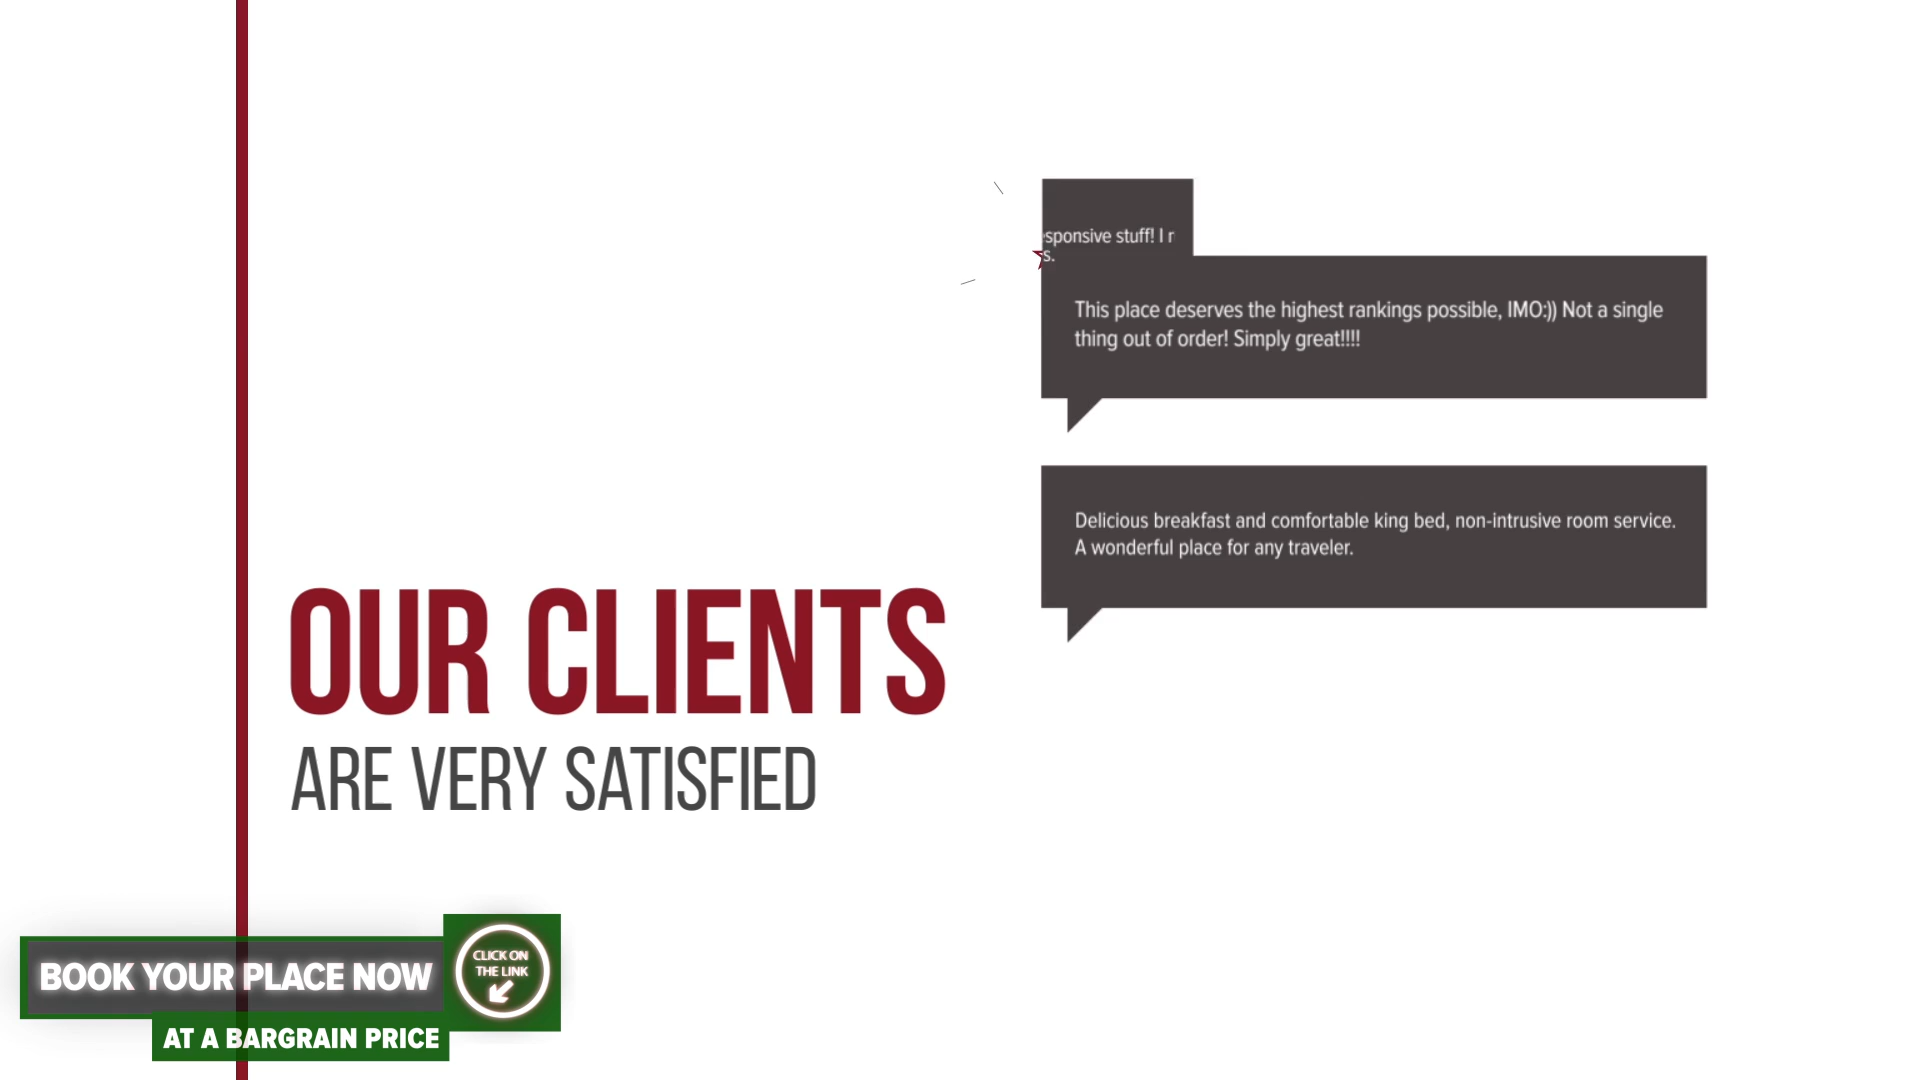 stuff! I
This place deserves the highest rankings possible, IMO:)) Not a single
thing out of order! Simply great!!!!
Delicious breakfast and comfortable king bed, non-intrusive room service.
A wonderful place for any traveler.
OUR CLIENTS
ARE VERY SATISFIED
BOOK YOUR PLACE NOW
CLICK ON
THE LINK
AT A BARGRAIN PRICE